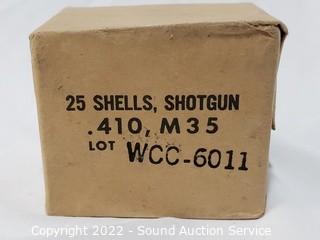 25 SHELLS, SHOTGUN
.410, M35
LOT WCC-6011
Copyright 2022 - Sound Auction Service